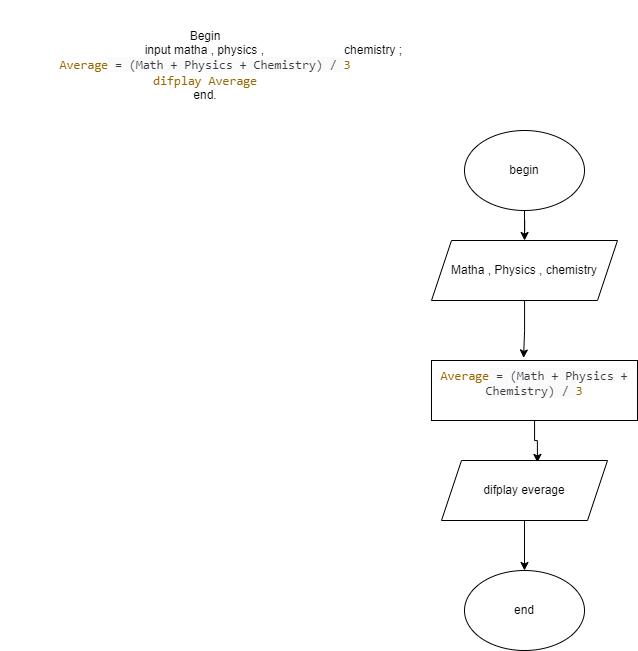 Begin
input matha , physics , chemistry ;
Average = (Math + Physics + Chemistry) / 3
difplay Average
end.
begin
Matha , Physics , chemistry
Average = (Math + Physics +
Chemistry) / 3
difplay everage
end